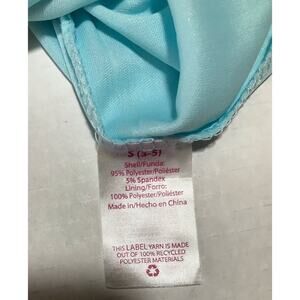 S (3-5)
Shell/Funda:
95% Polyester/Poliéster
5% Spandex
Lining/Forro:
100% Polyester/Poliéster
Made in/Hecho en China
THIS LABEL YARN IS MADE
OUT OF 100% RECYCLED
POLYESTER MATERIALS